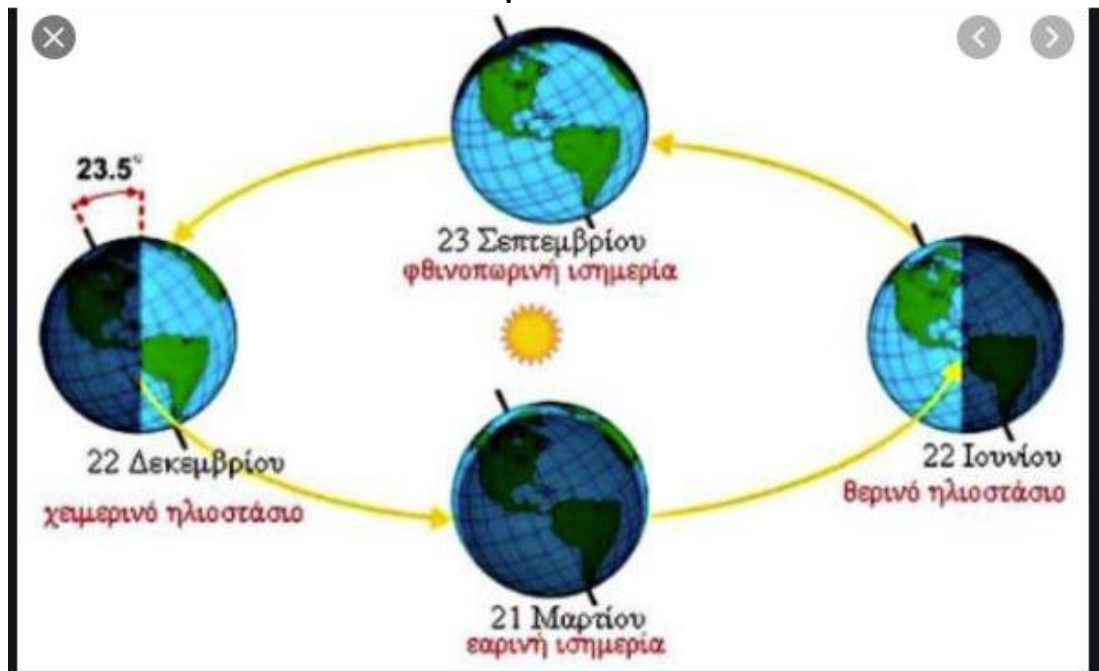 23 Σεπτεμβρίου
φθινοπωρινή ισημερία
23.5°
22 Δεκεμβρίου
χειμερινό ηλιοστάσιο
22 Ιουνίου
θερινό ηλιοστάσιο
21 Μαρτίου
εαρινή ισημερία